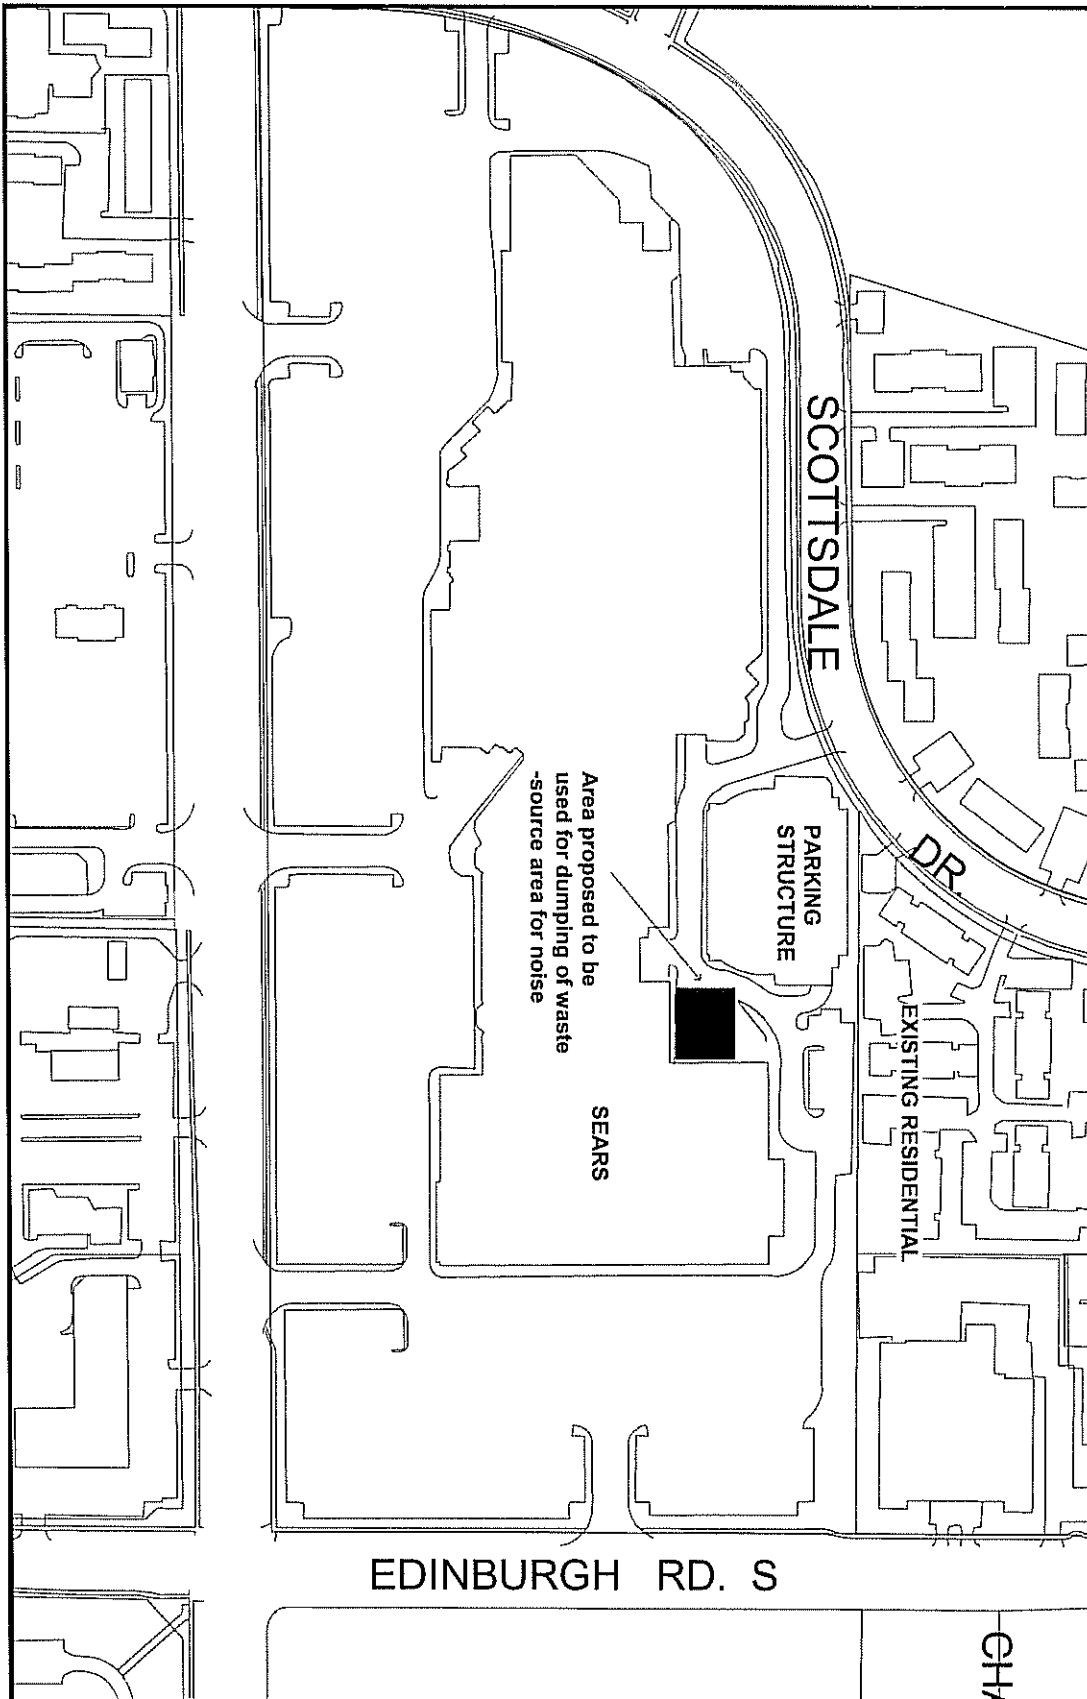 SCOTTSDALE
DR.
PARKING
STRUCTURE
EXISTING RESIDENTIAL
Area proposed to be
used for dumping of waste
-source area for noise
SEARS
EDINBURGH RD. S